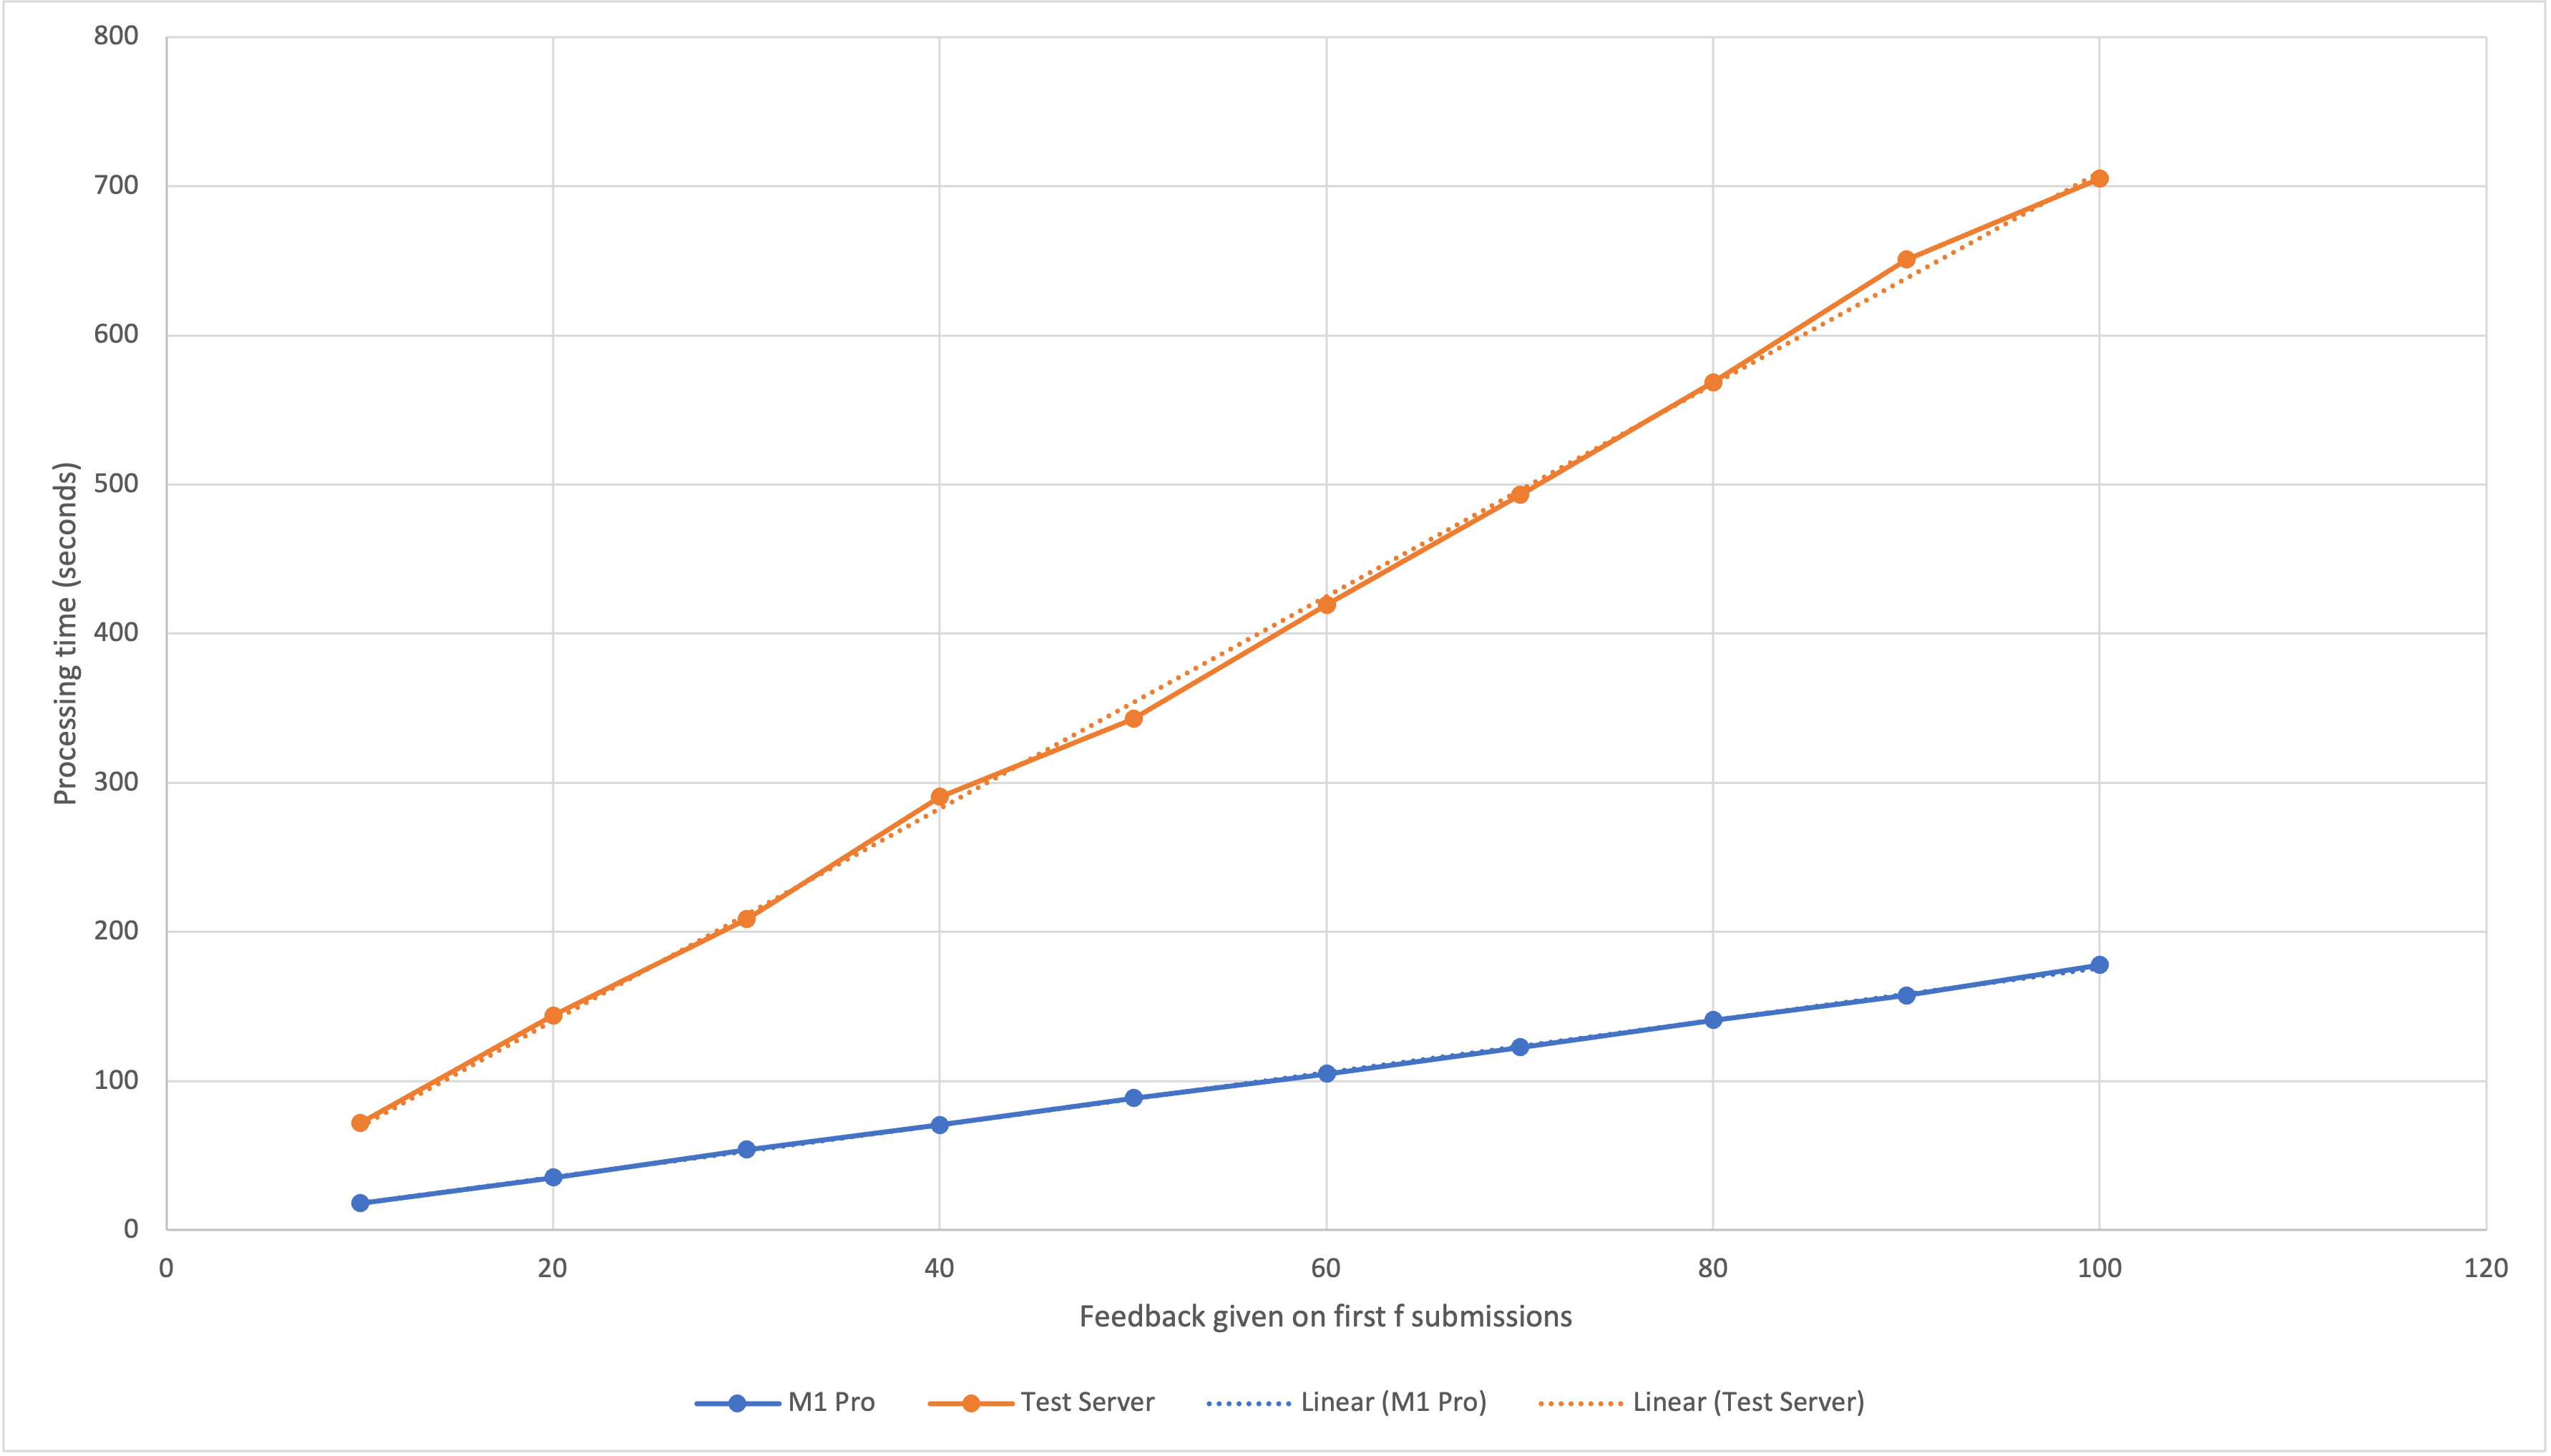 800
700
600
500
400
300
200
100
0
Processing time (seconds)
0 20 40 60 80 100 120
Feedback given on first f submissions
M1 Pro Test Server Linear (M1 Pro) Linear (Test Server)